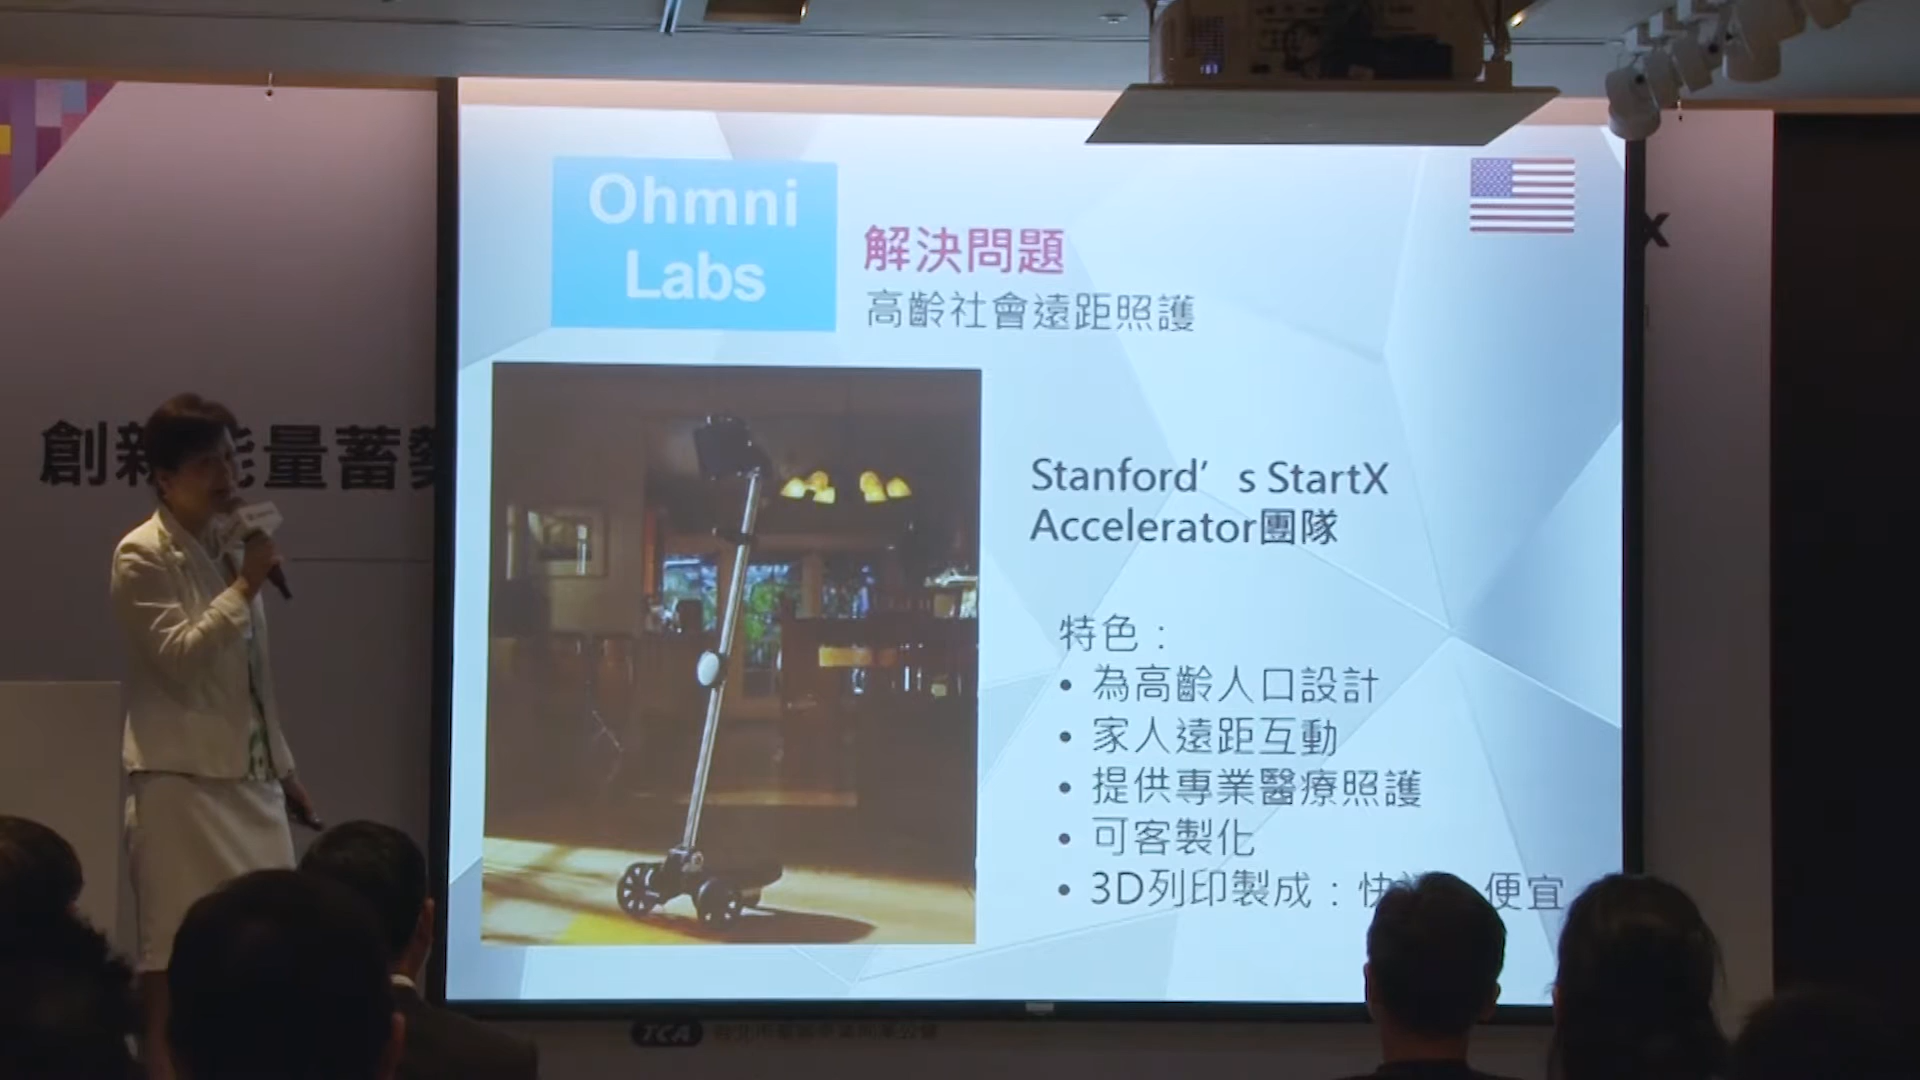 Ohmni
Labs
解決問題
高齡社會遠距照護
創新能量蓄勢
Stanford’s StartX
Accelerator團隊
特色：
• 為高齡人口設計
• 家人遠距互動
• 提供專業醫療照護
• 可客製化
• 3D列印製成：快 便宜
X
TCA